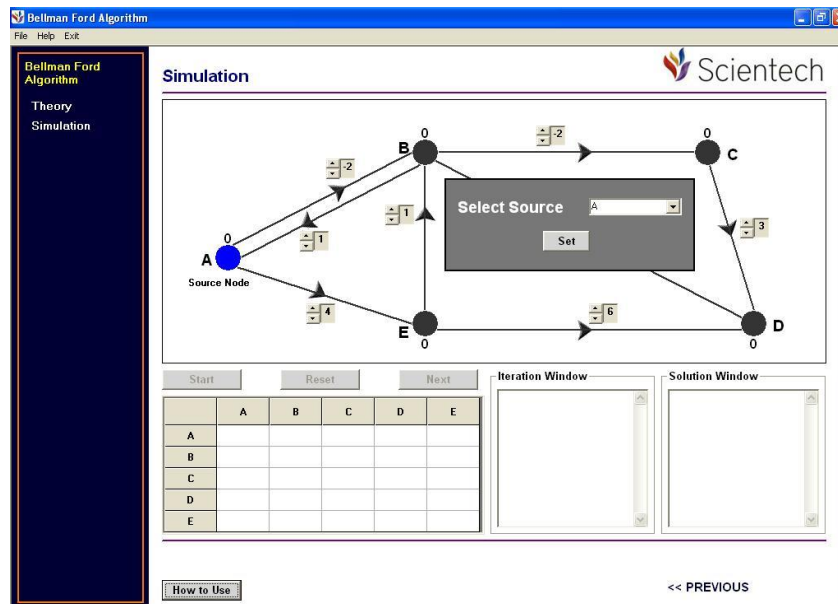 Bellman Ford Algorithm
File Help Exit
Bellman Ford
Algorithm
Theory
Simulation
Simulation
Scientech
0
B
-2
0
C
-2
1
1
3
0
A
Source Node
4
E
0
6
D
0
Select Source A
Set
Start Reset Next
A B C D E
A
B
C
D
E
Iteration Window
Solution Window
How to Use
<< PREVIOUS